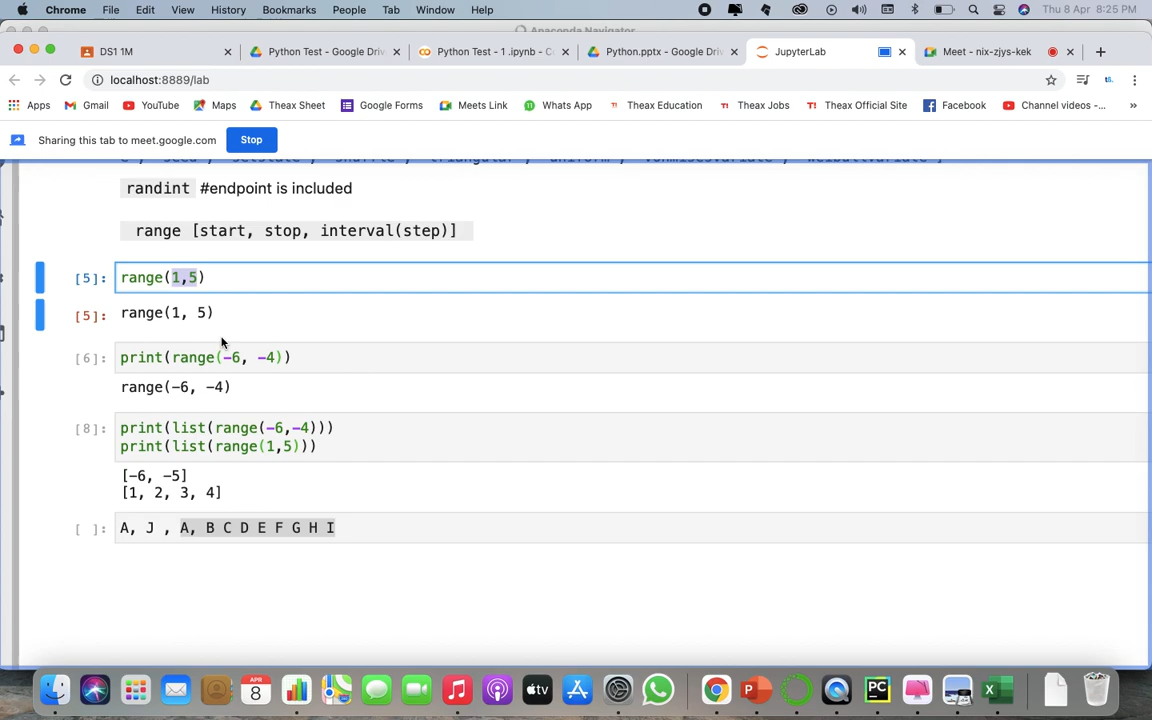 Chrome File Edit View History Bookmarks People Tab Window Help Thu 8 Apr 8:25 PM
Anaconda Navigator
DS1 1M Python Test - Google Driv Python Test - 1 .ipynb - C Python.pptx - Google Driv JupyterLab Meet - nix-zjys-kek
localhost:8889/lab
Apps Gmail YouTube Maps Theax Sheet Google Forms Meets Link Whats App Theax Education Theax Jobs Theax Official Site Facebook Channel videos -... »
Sharing this tab to meet.google.com Stop
randint #endpoint is included
range [start, stop, interval(step)]
[5]: range(1,5)
[5]: range(1, 5)
[6]: print(range(-6, -4))
range(-6, -4)
[8]: print(list(range(-6,-4)))
print(list(range(1,5)))
[-6, -5]
[1, 2, 3, 4]
[ ]: A, J , A, B C D E F G H I